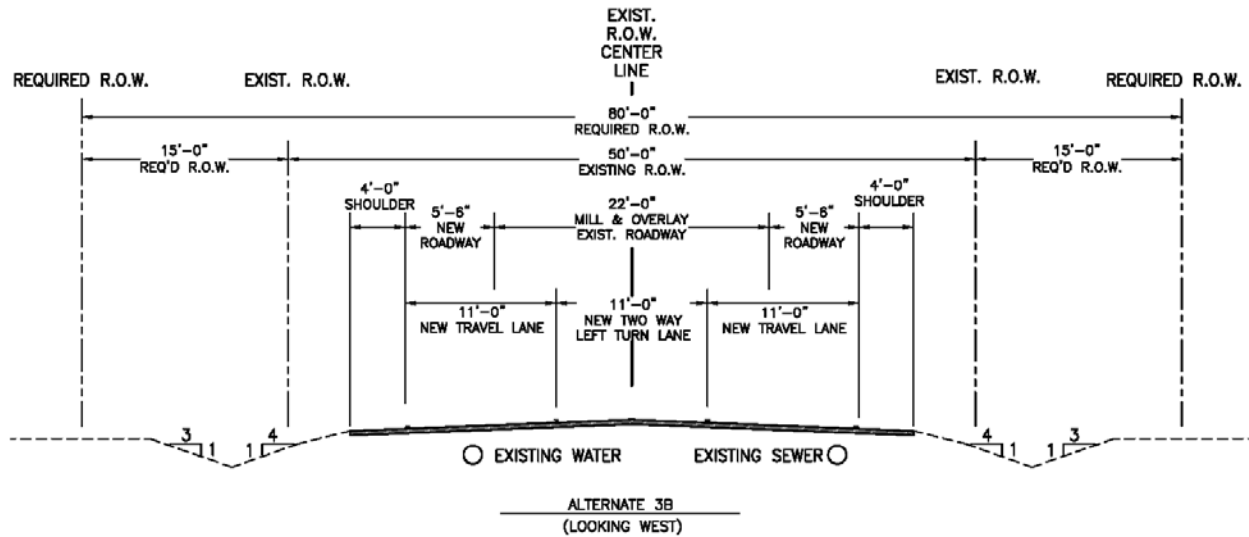 EXIST.
R.O.W.
CENTER
LINE
REQUIRED R.O.W.
EXIST. R.O.W.
EXIST. R.O.W.
REQUIRED R.O.W.
80'-0"
REQUIRED R.O.W.
15'-0"
REQ'D R.O.W.
50'-0"
EXISTING R.O.W.
15'-0"
REQ'D R.O.W.
4'-0"
SHOULDER
5'-6"
NEW
ROADWAY
22'-0"
MILL & OVERLAY
EXIST. ROADWAY
5'-6"
NEW
ROADWAY
4'-0"
SHOULDER
11'-0"
NEW TRAVEL LANE
11'-0"
NEW TWO WAY
LEFT TURN LANE
11'-0"
NEW TRAVEL LANE
3
1
4
1
EXISTING WATER
EXISTING SEWER
4
1
3
1
ALTERNATE 3B
(LOOKING WEST)